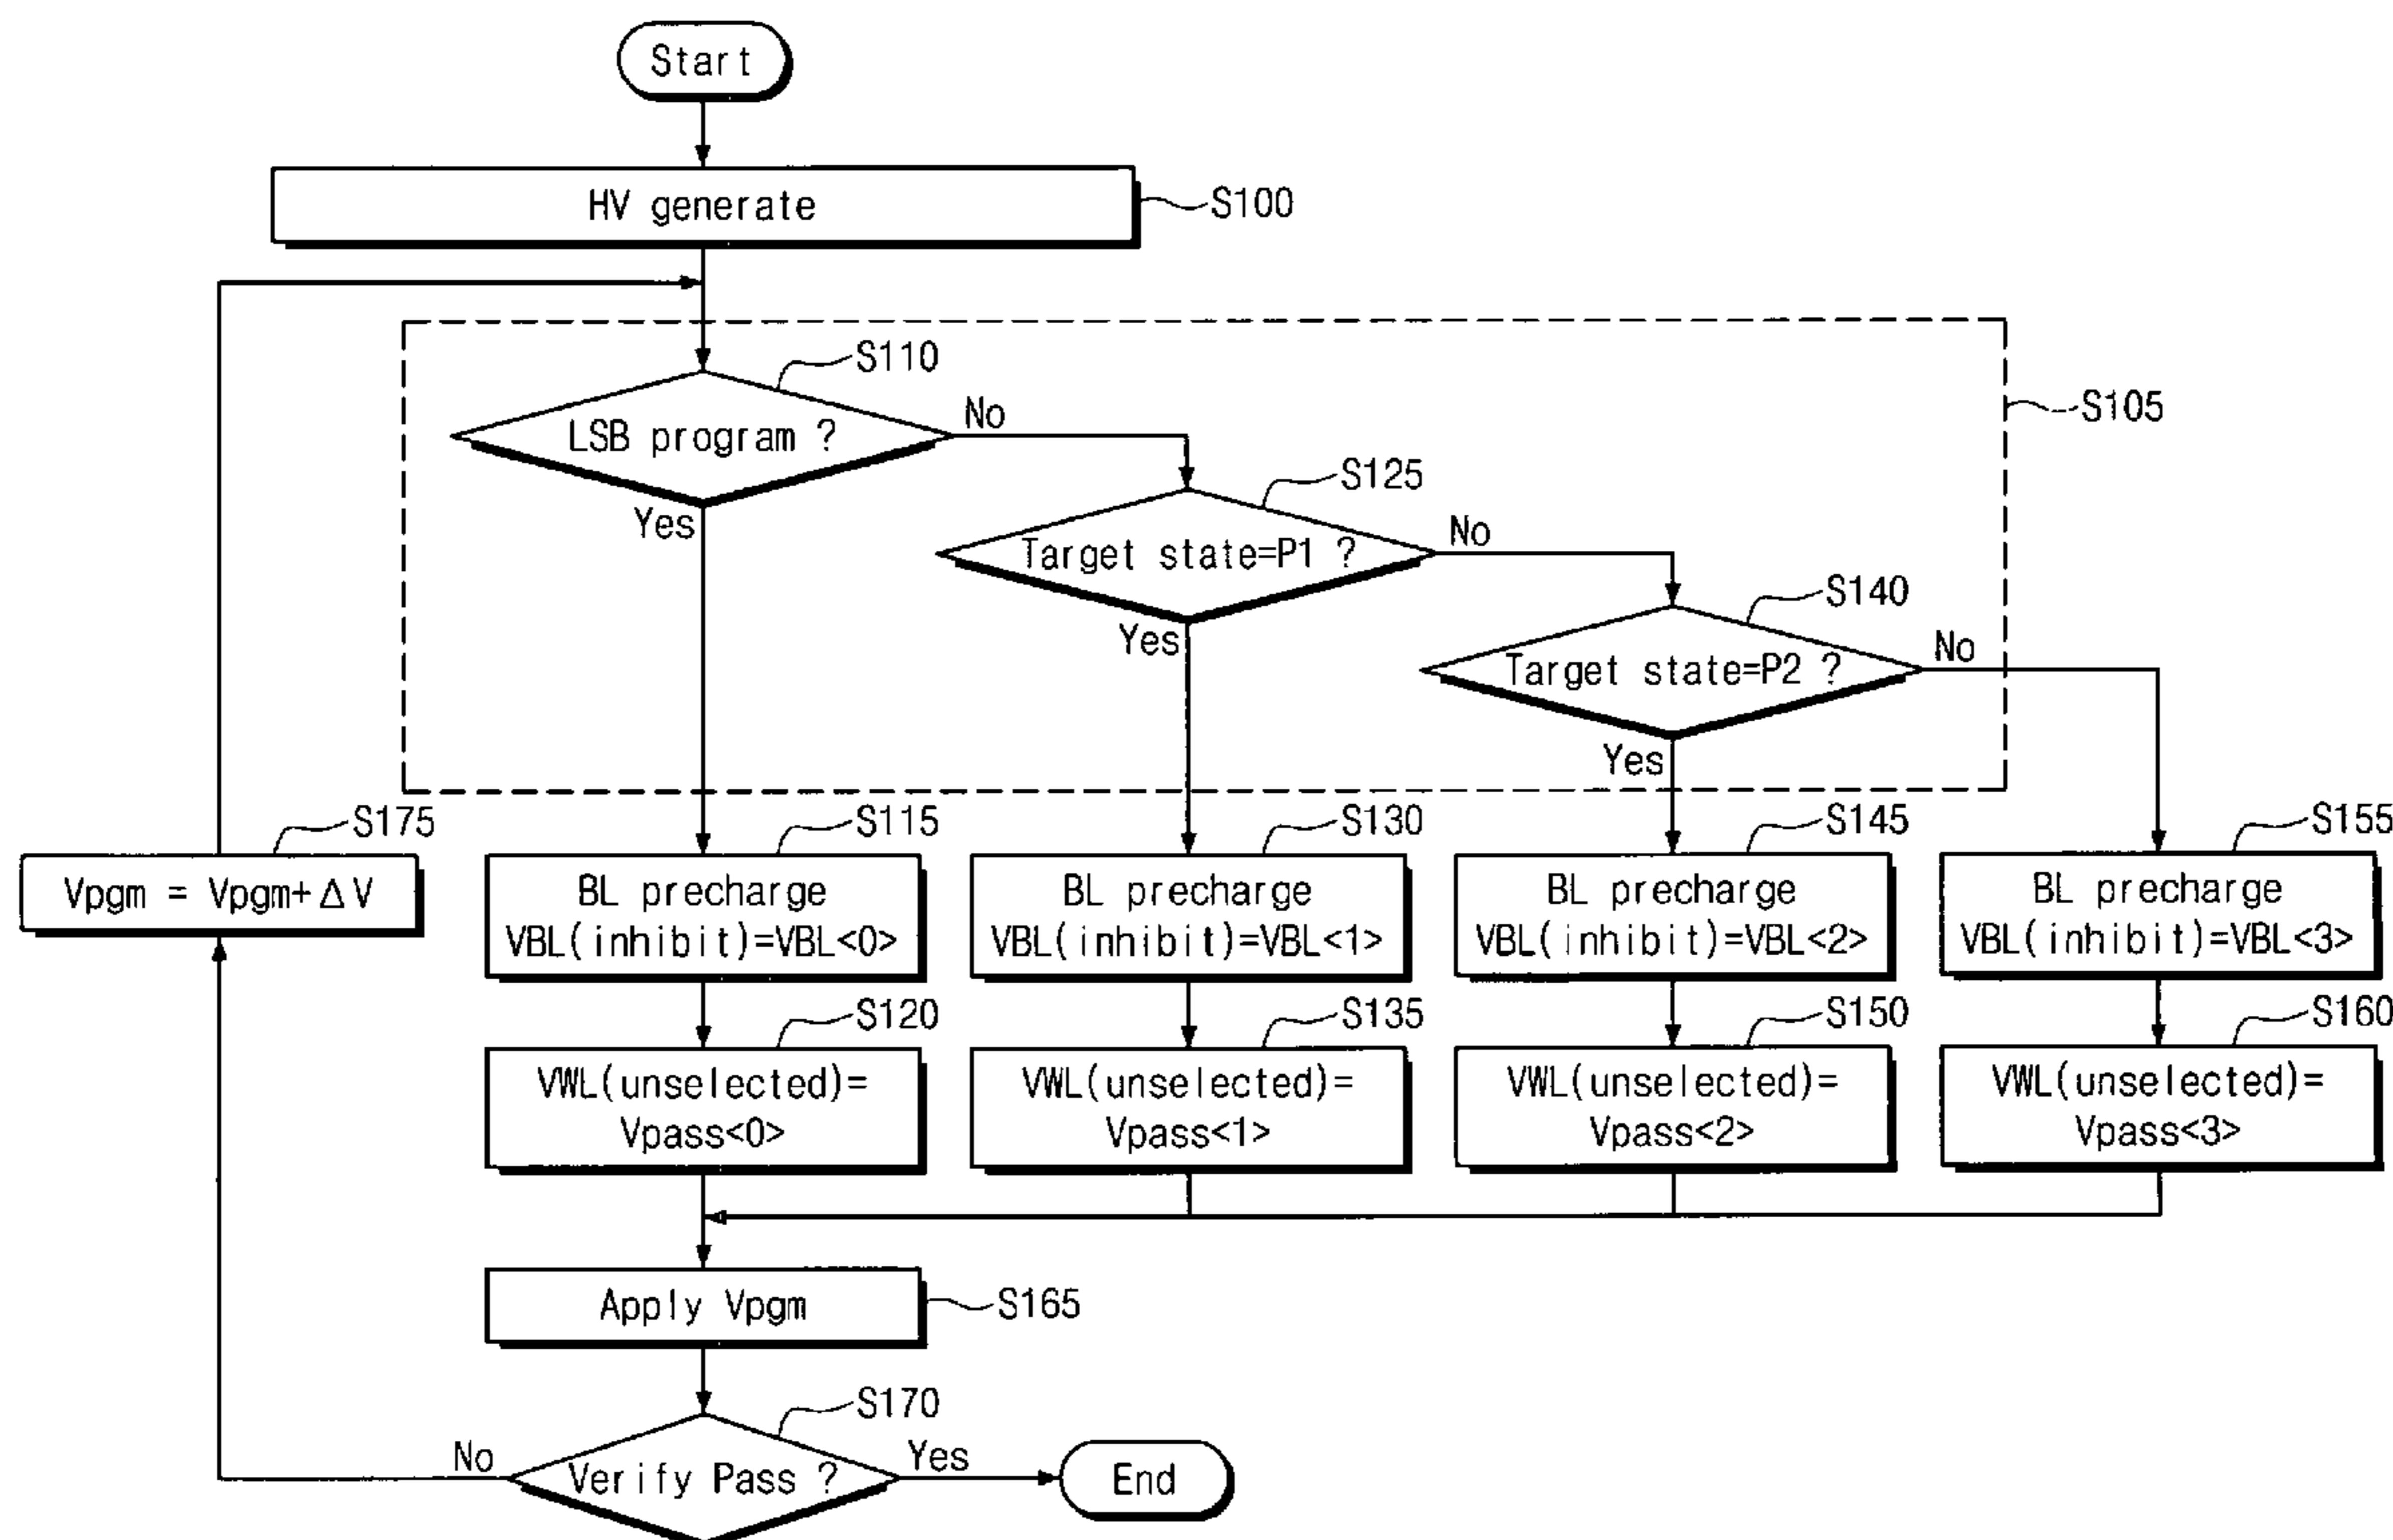 Start
HV generate
S100
S110
LSB program ?
No
Yes
S105
S125
Target state=P1 ?
No
Yes
S140
Target state=P2 ?
No
Yes
S175
Vpgm = Vpgm+ΔV
S115
BL precharge
VBL(inhibit)=VBL<0>
S130
BL precharge
VBL(inhibit)=VBL<1>
S145
BL precharge
VBL(inhibit)=VBL<2>
S155
BL precharge
VBL(inhibit)=VBL<3>
S120
VWL(unselected)=
Vpass<0>
S135
VWL(unselected)=
Vpass<1>
S150
VWL(unselected)=
Vpass<2>
S160
VWL(unselected)=
Vpass<3>
Apply Vpgm
S165
S170
Verify Pass ?
No
Yes
End